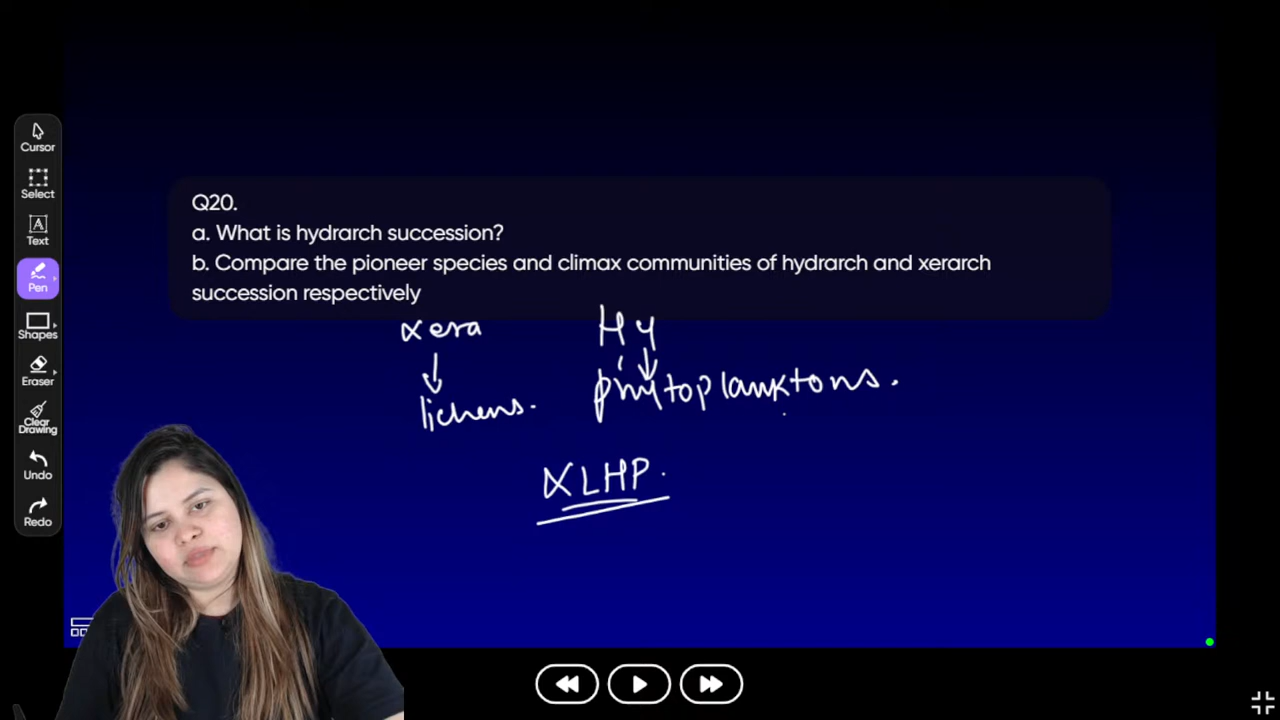 Cursor
Select
Text
Pen
Shapes
Eraser
Clear
Drawing
Undo
Redo
Q20.
a. What is hydrarch succession?
b. Compare the pioneer species and climax communities of hydrarch and xerarch
succession respectively
xera Hy
lichens. phytoplanktons.
XLHP.